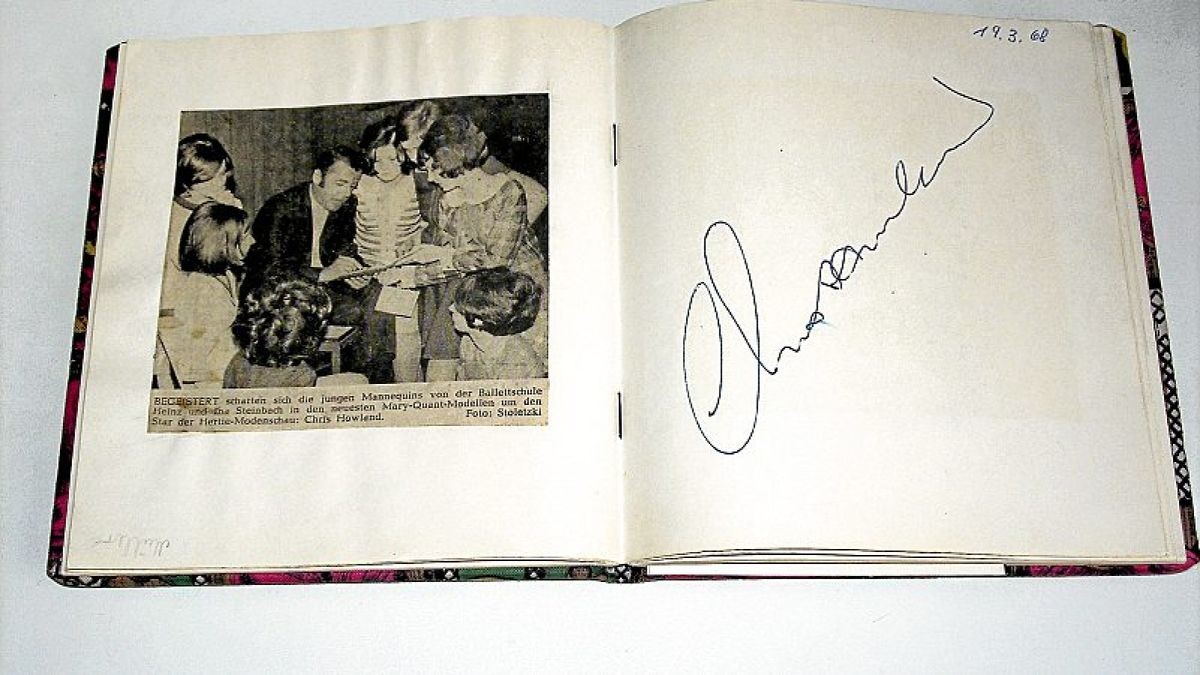 BEGEISTERT scharten sich die jungen Mannequins von der Ballettschule
Heinz und Ina Steinbach in den neuesten Mary-Quant-Modellen um den
Star der Hertie-Modenschau: Chris Howland. Foto: Stoletzki
19.3.68